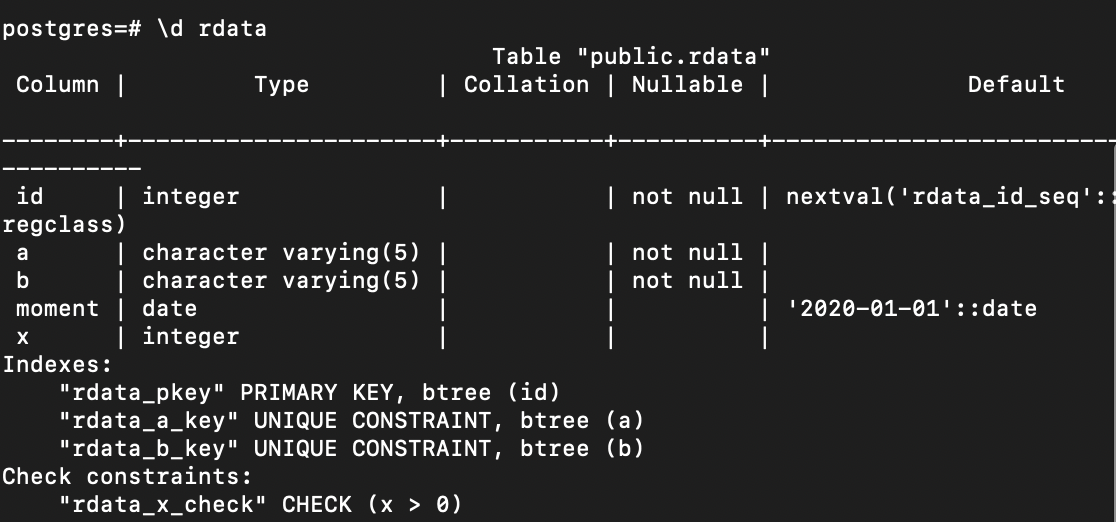 postgres=# \d rdata
                                   Table "public.rdata"
 Column |         Type         | Collation | Nullable |              Default
--------+----------------------+-----------+----------+-------------------------
----------
 id     | integer              |           | not null | nextval('rdata_id_seq'::
regclass)
 a      | character varying(5) |           | not null |
 b      | character varying(5) |           | not null |
 moment | date                 |           |          | '2020-01-01'::date
 x      | integer              |           |          |
Indexes:
    "rdata_pkey" PRIMARY KEY, btree (id)
    "rdata_a_key" UNIQUE CONSTRAINT, btree (a)
    "rdata_b_key" UNIQUE CONSTRAINT, btree (b)
Check constraints:
    "rdata_x_check" CHECK (x > 0)